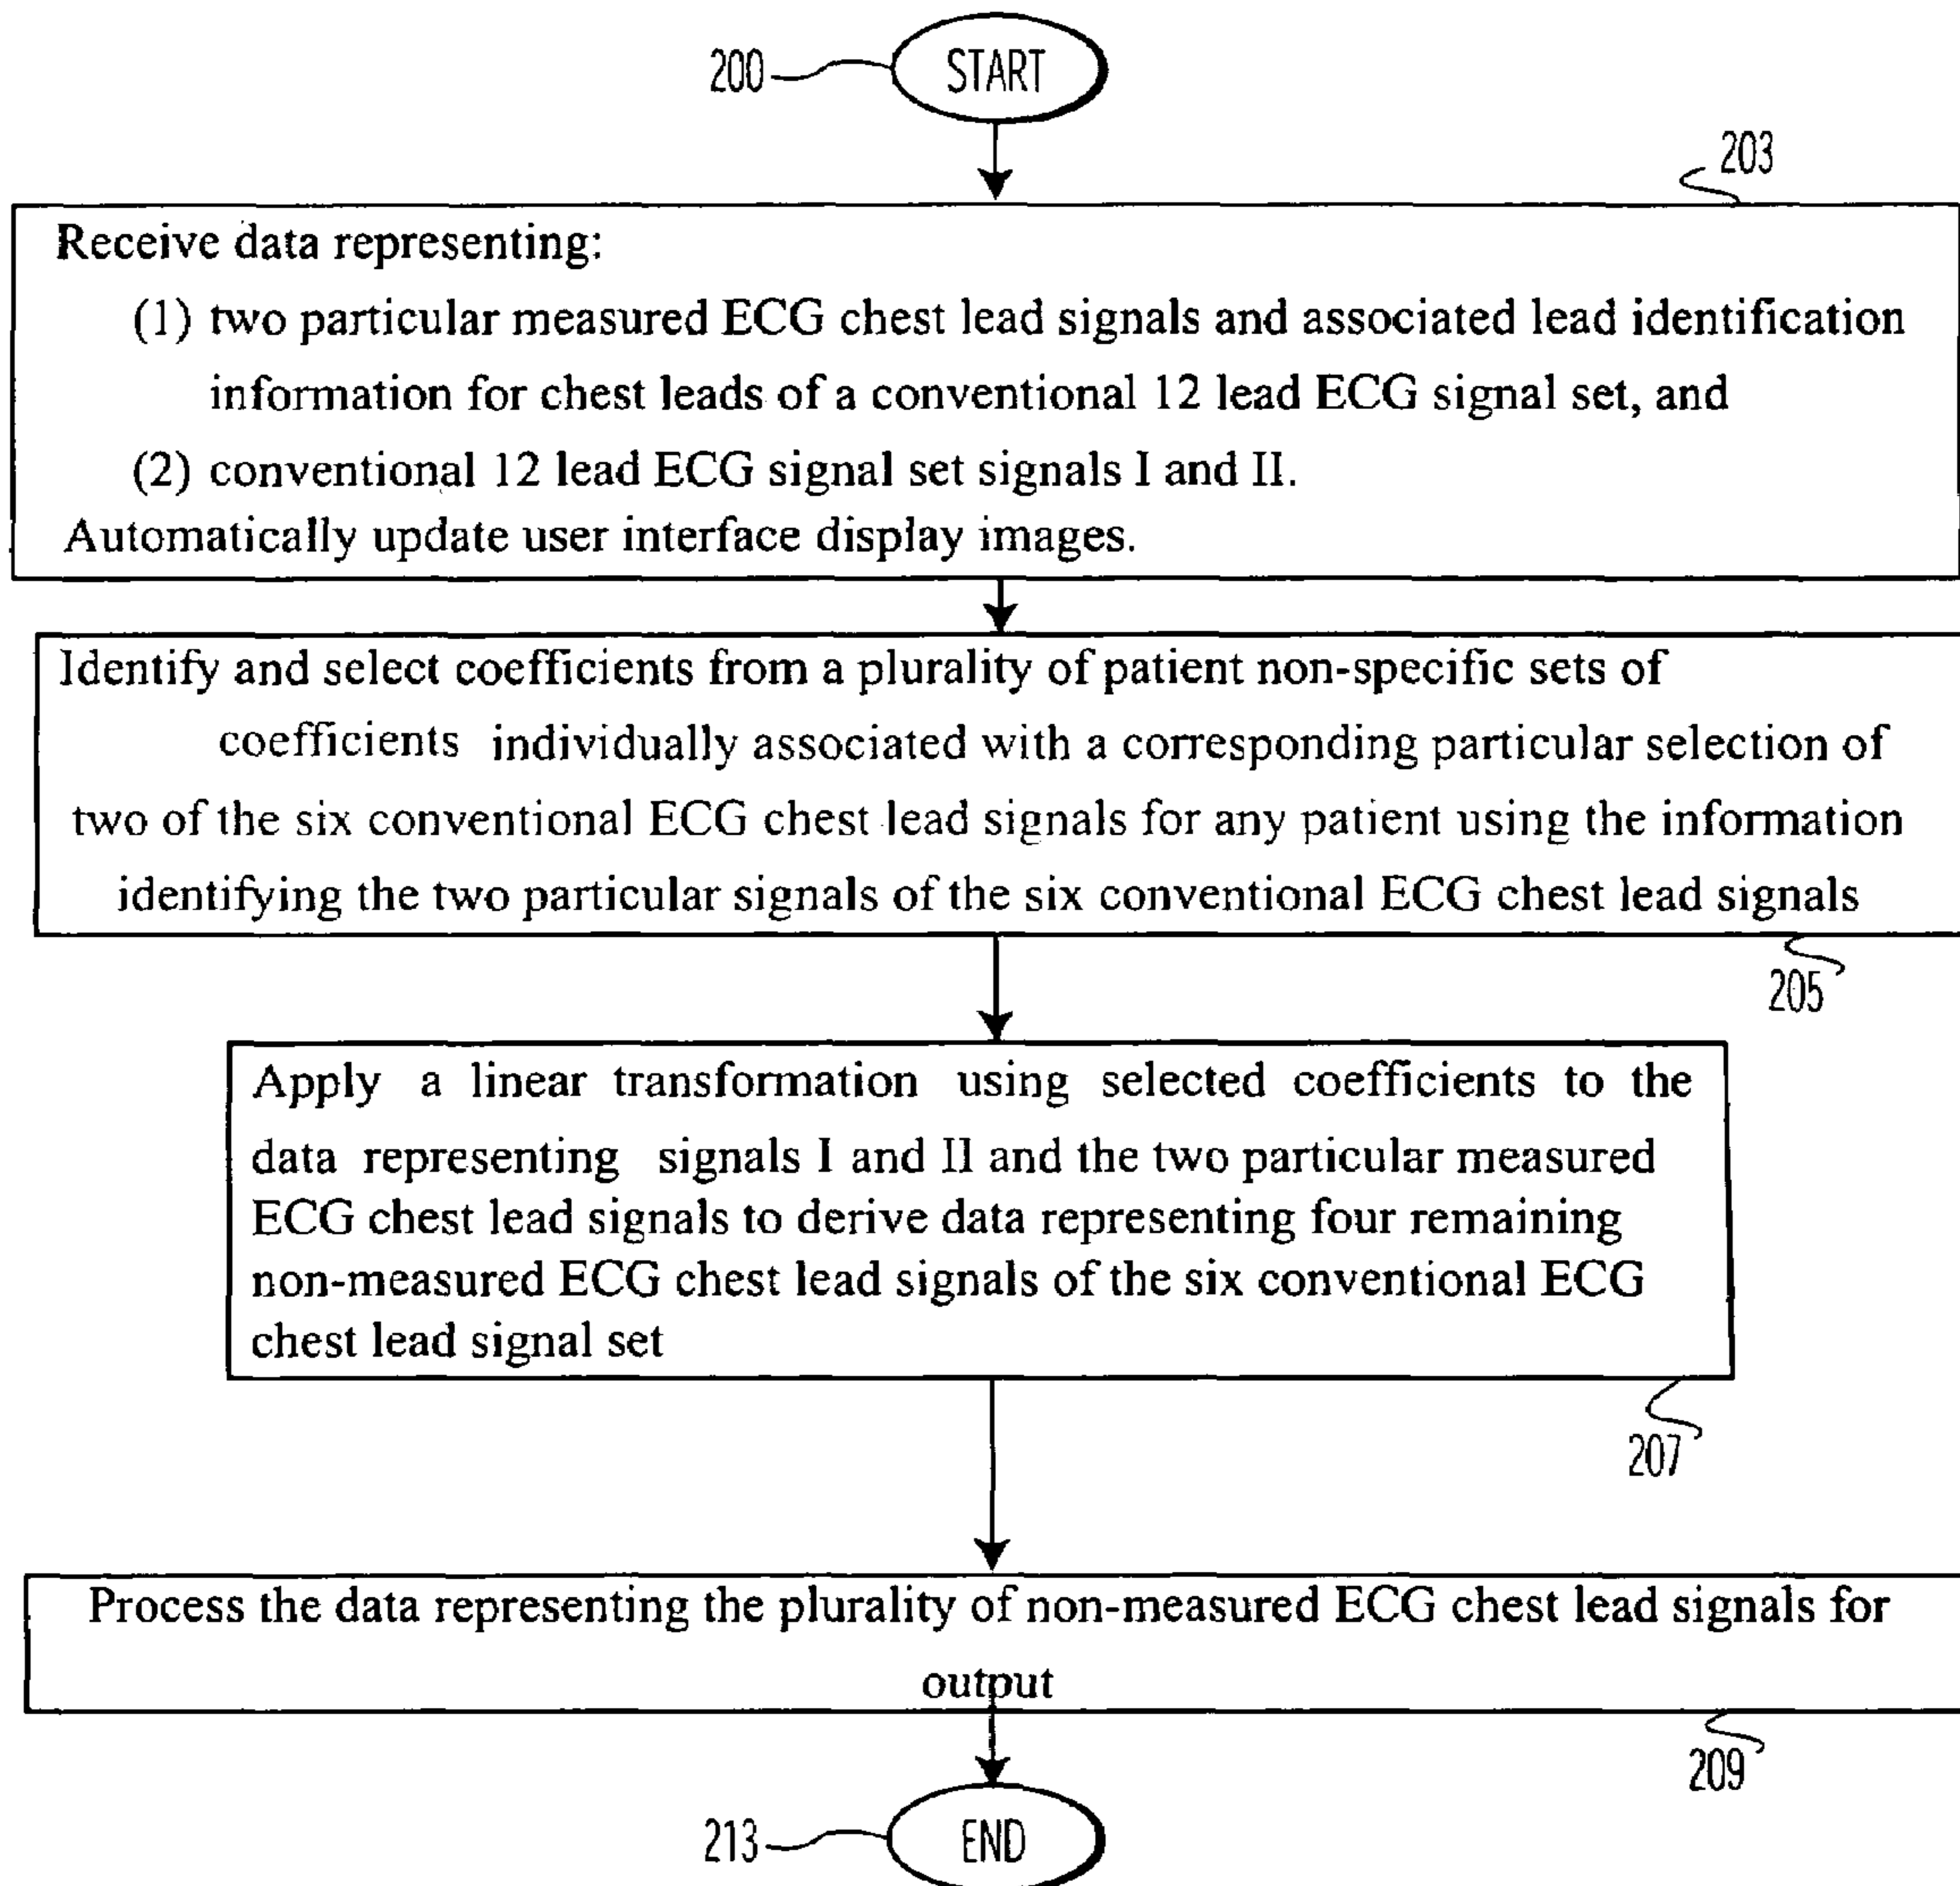 200
START
203
Receive data representing:
(1) two particular measured ECG chest lead signals and associated lead identification
information for chest leads of a conventional 12 lead ECG signal set, and
(2) conventional 12 lead ECG signal set signals I and II.
Automatically update user interface display images.
Identify and select coefficients from a plurality of patient non-specific sets of
coefficients individually associated with a corresponding particular selection of
two of the six conventional ECG chest lead signals for any patient using the information
identifying the two particular signals of the six conventional ECG chest lead signals
205
Apply a linear transformation using selected coefficients to the
data representing signals I and II and the two particular measured
ECG chest lead signals to derive data representing four remaining
non-measured ECG chest lead signals of the six conventional ECG
chest lead signal set
207
Process the data representing the plurality of non-measured ECG chest lead signals for
output
209
213
END